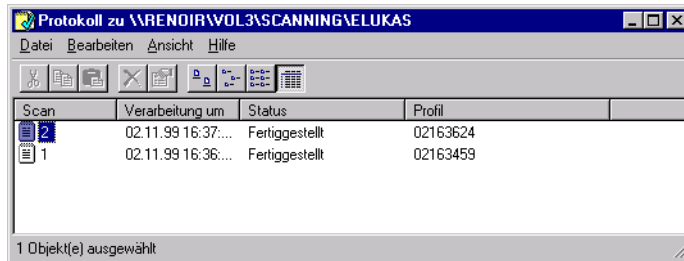 Protokoll zu \\RENOIR\VOL3\SCANNING\ELUKAS
Datei Bearbeiten Ansicht Hilfe
Scan Verarbeitung um Status Profil
2 02.11.99 16:37:... Fertiggestellt 02163624
1 02.11.99 16:36:... Fertiggestellt 02163459
1 Objekt(e) ausgewählt